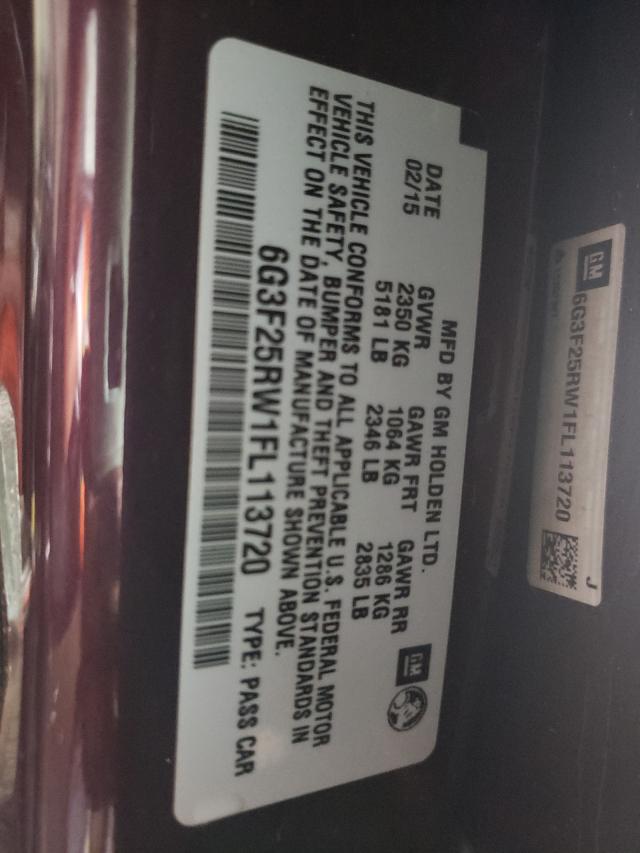 MFD BY GM HOLDEN LTD.
GM
DATE GVWR GAWR FRT GAWR RR
02/15 2350 KG 1064 KG 1286 KG
5181 LB 2346 LB 2835 LB
THIS VEHICLE CONFORMS TO ALL APPLICABLE U.S. FEDERAL MOTOR
VEHICLE SAFETY, BUMPER AND THEFT PREVENTION STANDARDS IN
EFFECT ON THE DATE OF MANUFACTURE SHOWN ABOVE.
6G3F25RW1FL113720 TYPE: PASS CAR
GM J
6G3F25RW1FL113720